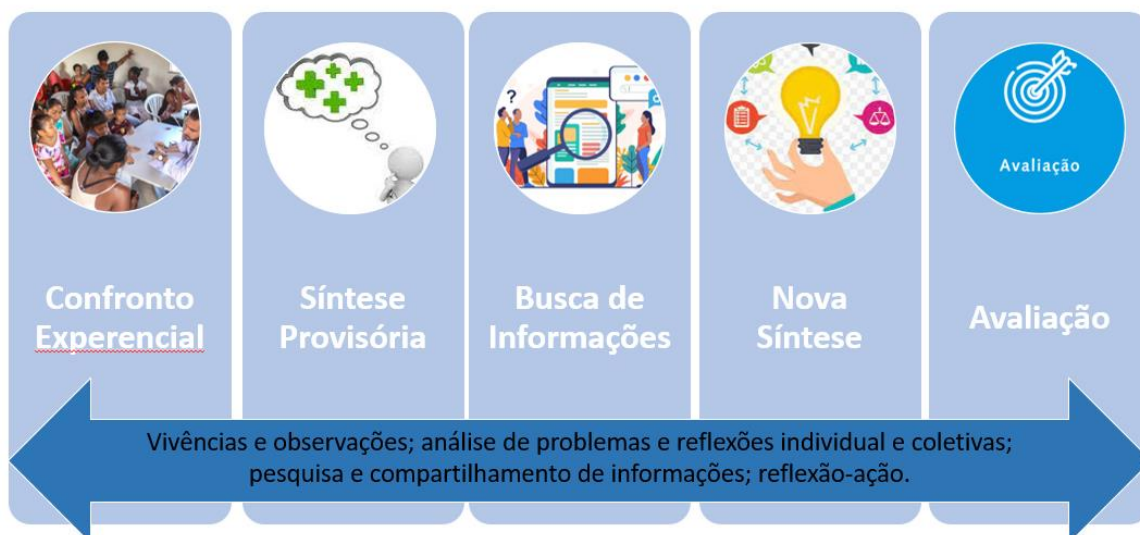 Avaliação
Confronto
Experencial
Síntese
Provisória
Busca de
Informações
Nova
Síntese
Avaliação
Vivências e observações; análise de problemas e reflexões individual e coletivas;
pesquisa e compartilhamento de informações; reflexão-ação.